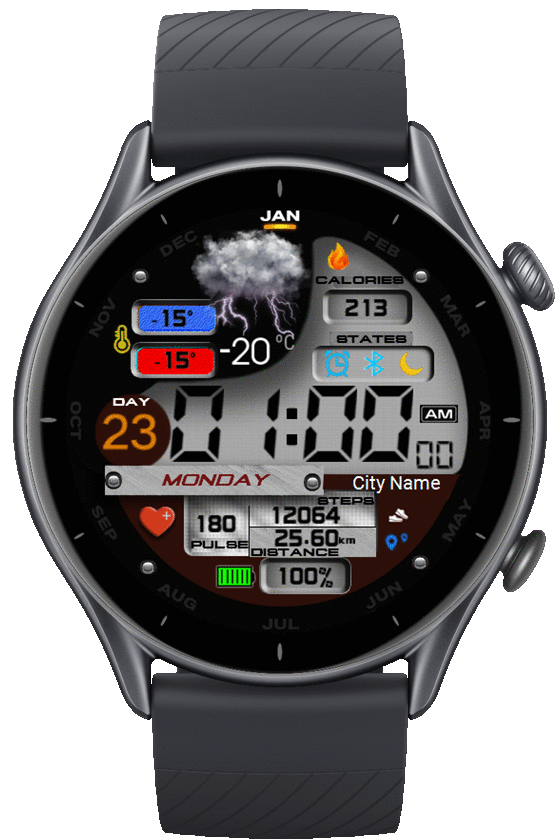 JAN
DEC
FEB
NOV
MAR
CALORIES
213
STATES
-15°
-15°
-20 °C
OCT
APR
DAY
23
01:00
AM
00
MONDAY
City Name
SEP
MAY
STEPS
180
12064
PULSE
25.60km
DISTANCE
0
100%
AUG
JUN
JUL